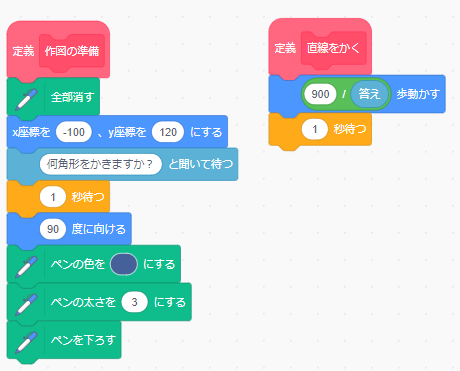 定義 作図の準備
全部消す
x座標を -100 、y座標を 120 にする
何角形をかきますか？ と聞いて待つ
1 秒待つ
90 度に向ける
ペンの色を にする
ペンの太さを 3 にする
ペンを下ろす
定義 直線をかく
900 / 答え 歩動かす
1 秒待つ